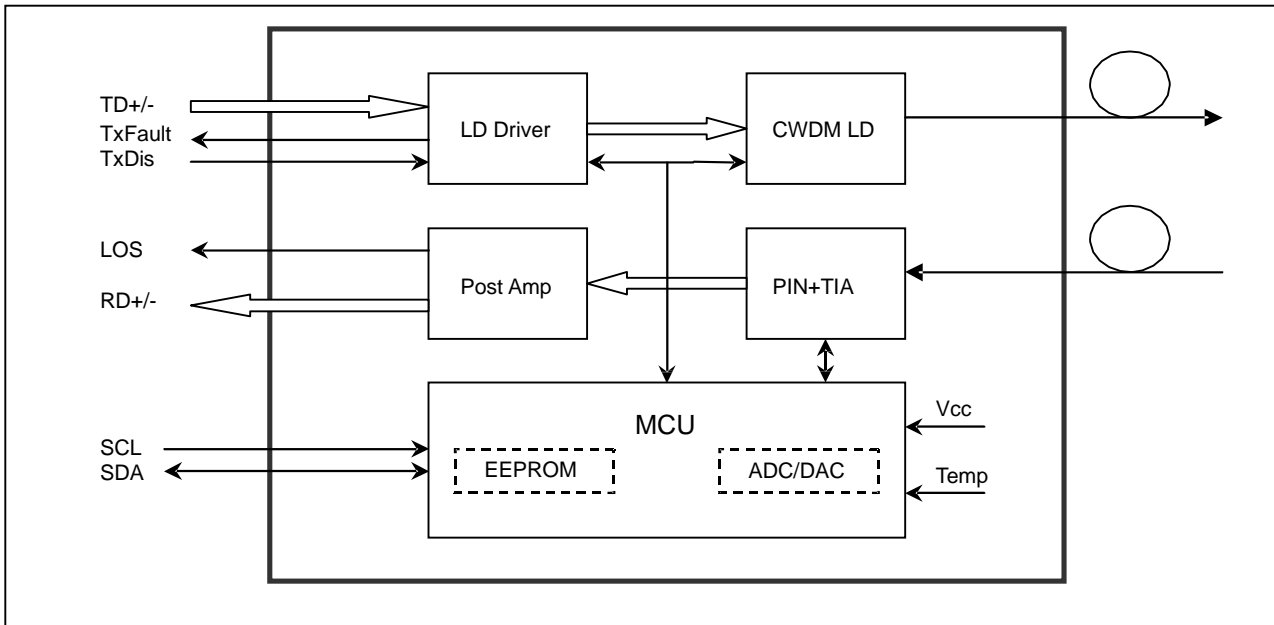 TD+/-
TxFault
TxDis
LD Driver
CWDM LD
LOS
RD+/-
Post Amp
PIN+TIA
SCL
SDA
MCU
EEPROM
ADC/DAC
Vcc
Temp